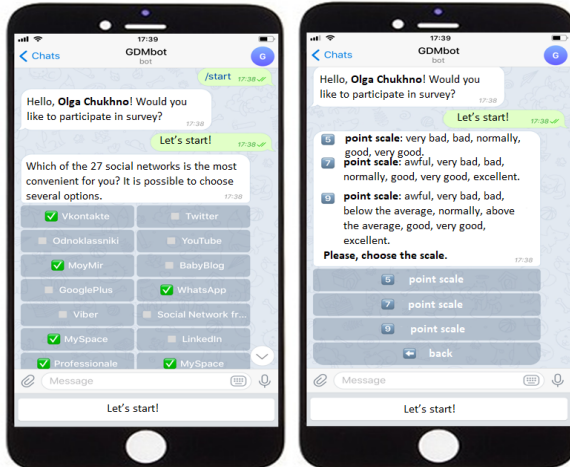 17:39
Chats
GDMbot
bot
G
/start 17:38
Hello, Olga Chukhno! Would you
like to participate in survey?
17:38
Let's start!
17:38
Which of the 27 social networks is the most
convenient for you? It is possible to choose
several options.
17:38
Vkontakte
Twitter
Odnoklassniki
YouTube
MoyMir
BabyBlog
GooglePlus
WhatsApp
Viber
Social Network fr...
MySpace
LinkedIn
Professionale
MySpace
Message
Let's start!
17:39
Chats
GDMbot
bot
G
Hello, Olga Chukhno! Would you
like to participate in survey?
17:38
Let's start!
17:38
5 point scale: very bad, bad, normally,
good, very good.
7 point scale: awful, very bad, bad,
normally, good, very good, excellent.
9 point scale: awful, very bad, bad,
below the average, normally, above
the average, good, very good,
excellent.
Please, choose the scale.
17:38
5 point scale
7 point scale
9 point scale
back
Message
Let's start!